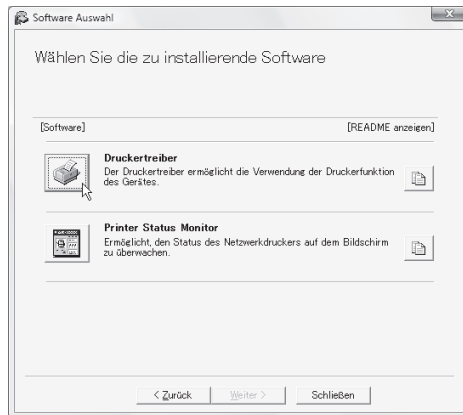 Software Auswahl
Wählen Sie die zu installierende Software
[Software] [README anzeigen]
Druckertreiber
Der Druckertreiber ermöglicht die Verwendung der Druckerfunktion
des Gerätes.
Printer Status Monitor
Ermöglicht, den Status des Netzwerkdruckers auf dem Bildschirm
zu überwachen.
< Zurück Weiter > Schließen